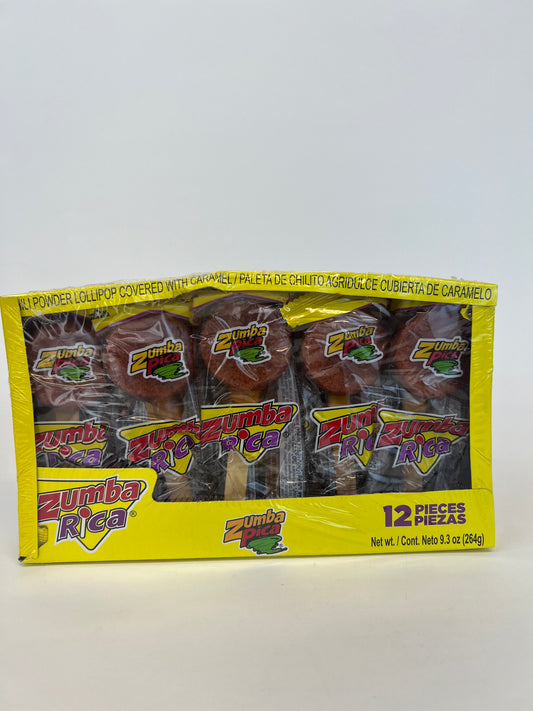 ILI POWDER LOLLIPOP COVERED WITH CARAMEL / PALETA DE CHILITO AGRIDULCE CUBIERTA DE CARAMELO
Zumba Pica
Zumba Pica
Zumba Pica
Zumba Pica
Zumba Pica
Zumba Rica
Zumba Rica
Zumba Rica®
Zumba Rica
Zumba Rica
Zumba
Rica®
Zumba
Pica®
12 PIECES
PIEZAS
Net wt. / Cont. Neto 9.3 oz (264g)